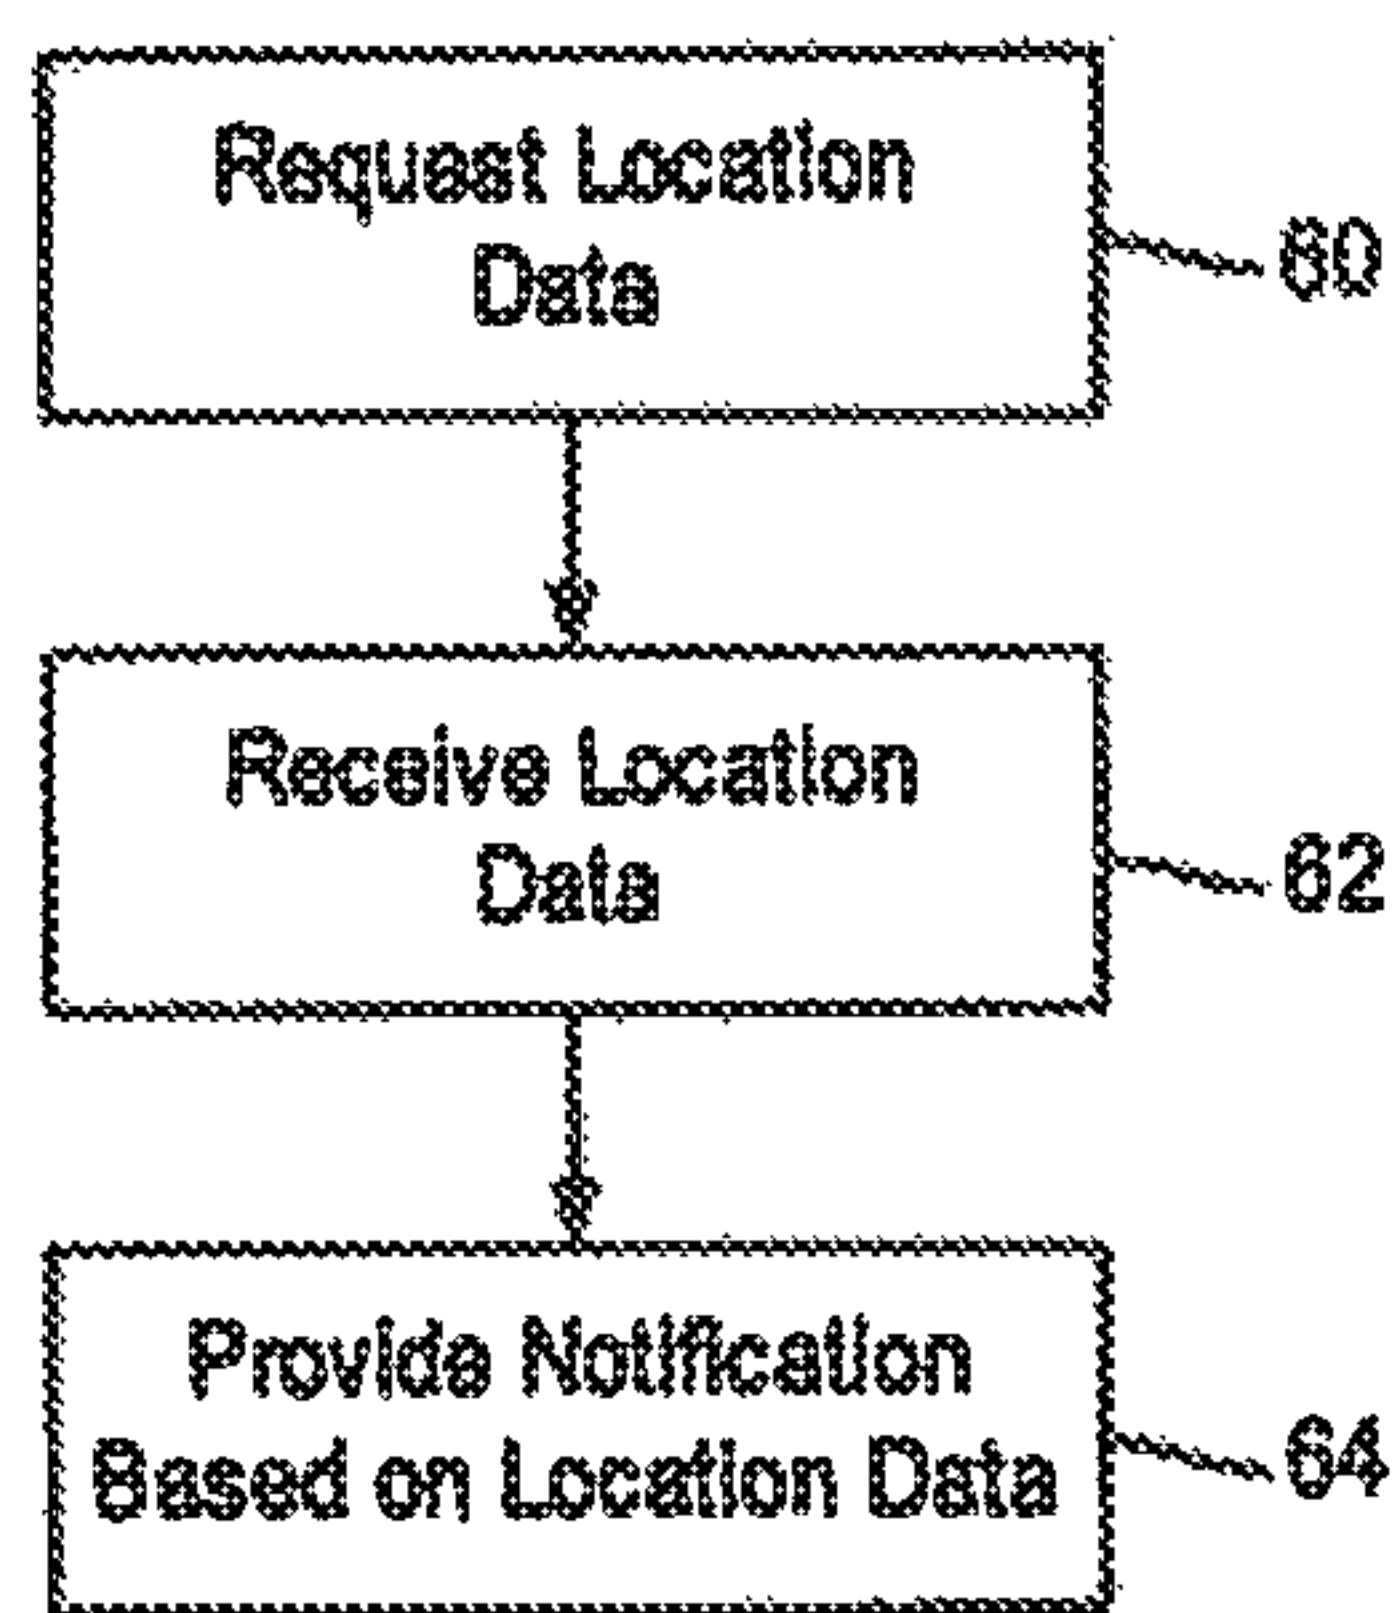 Request Location
Data
60
Receive Location
Data
62
Provide Notification
Based on Location Data
64